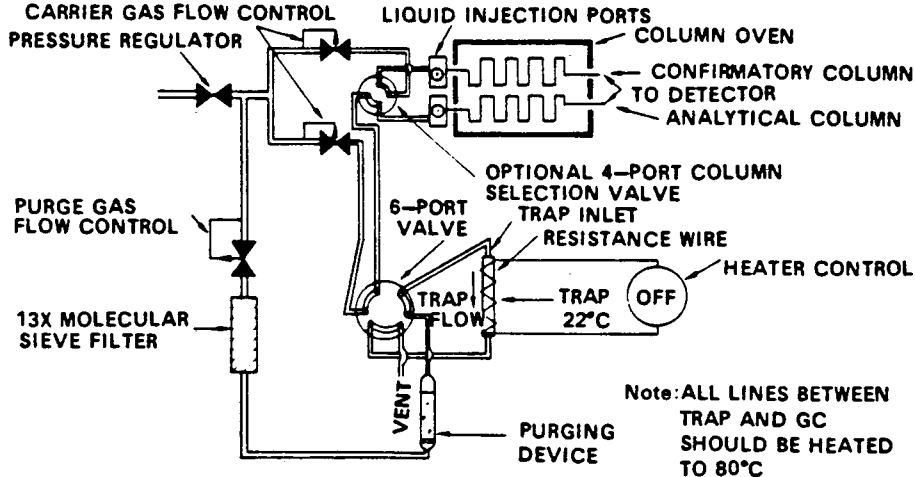 CARRIER GAS FLOW CONTROL
PRESSURE REGULATOR
LIQUID INJECTION PORTS
COLUMN OVEN
CONFIRMATORY COLUMN
TO DETECTOR
ANALYTICAL COLUMN
OPTIONAL 4-PORT COLUMN
SELECTION VALVE
PURGE GAS
FLOW CONTROL
6-PORT
VALVE
TRAP INLET
RESISTANCE WIRE
HEATER CONTROL
TRAP
FLOW
TRAP
22°C
OFF
13X MOLECULAR
SIEVE FILTER
VENT
PURGING
DEVICE
Note: ALL LINES BETWEEN
TRAP AND GC
SHOULD BE HEATED
TO 80°C